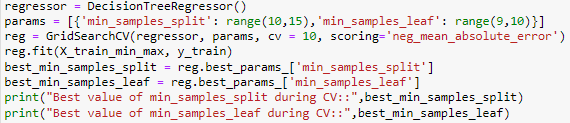 regressor = DecisionTreeRegressor()
params = [{'min_samples_split': range(10,15),'min_samples_leaf': range(9,10)}]
reg = GridSearchCV(regressor, params, cv = 10, scoring='neg_mean_absolute_error')
reg.fit(X_train_min_max, y_train)
best_min_samples_split = reg.best_params_['min_samples_split']
best_min_samples_leaf = reg.best_params_['min_samples_leaf']
print("Best value of min_samples_split during CV::",best_min_samples_split)
print("Best value of min_samples_leaf during CV::",best_min_samples_leaf)